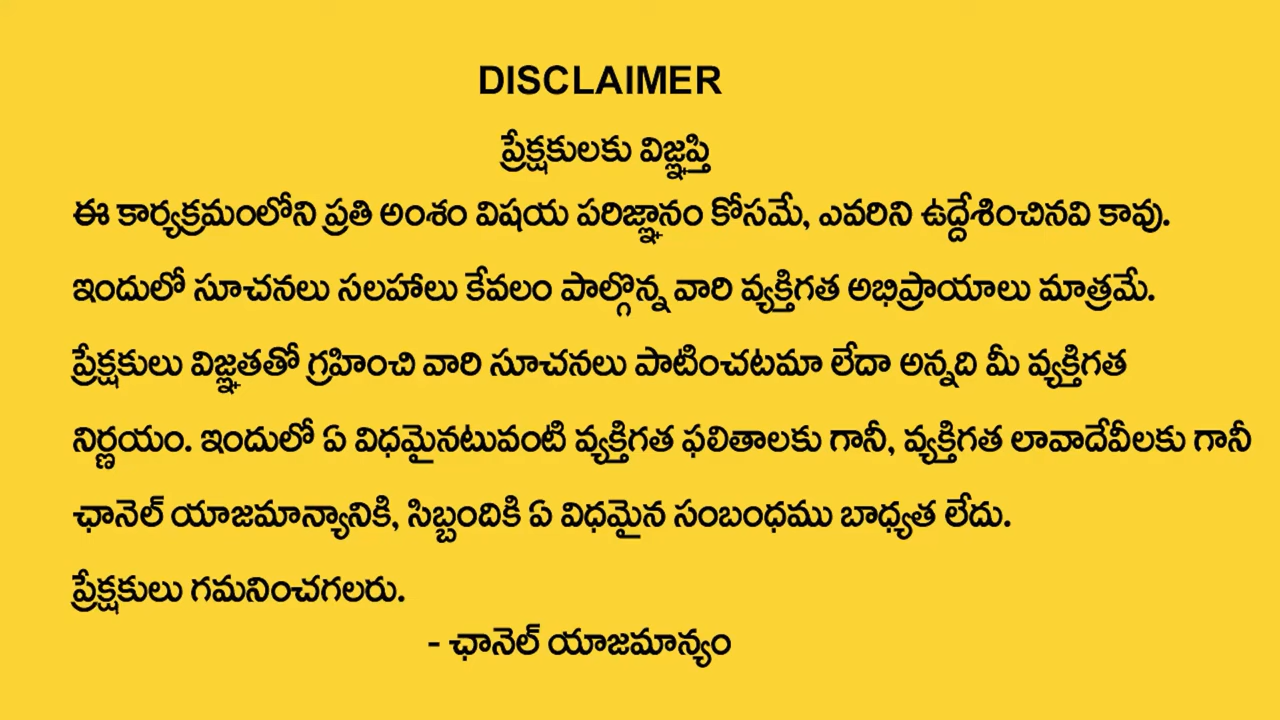 DISCLAIMER
ప్రేక్షకులకు విజ్ఞప్తి
ఈ కార్యక్రమంలోని ప్రతి అంశం విషయ పరిజ్ఞానం కోసమే, ఎవరిని ఉద్దేశించినవి కావు.
ఇందులో సూచనలు సలహాలు కేవలం పాల్గొన్న వారి వ్యక్తిగత అభిప్రాయాలు మాత్రమే.
ప్రేక్షకులు విజ్ఞతతో గ్రహించి వారి సూచనలు పాటించటమా లేదా అన్నది మీ వ్యక్తిగత
నిర్ణయం. ఇందులో ఏ విధమైనటువంటి వ్యక్తిగత ఫలితాలకు గానీ, వ్యక్తిగత లావాదేవీలకు గానీ
ఛానెల్ యాజమాన్యానికి, సిబ్బందికి ఏ విధమైన సంబంధము బాధ్యత లేదు.
ప్రేక్షకులు గమనించగలరు.
- ఛానెల్ యాజమాన్యం